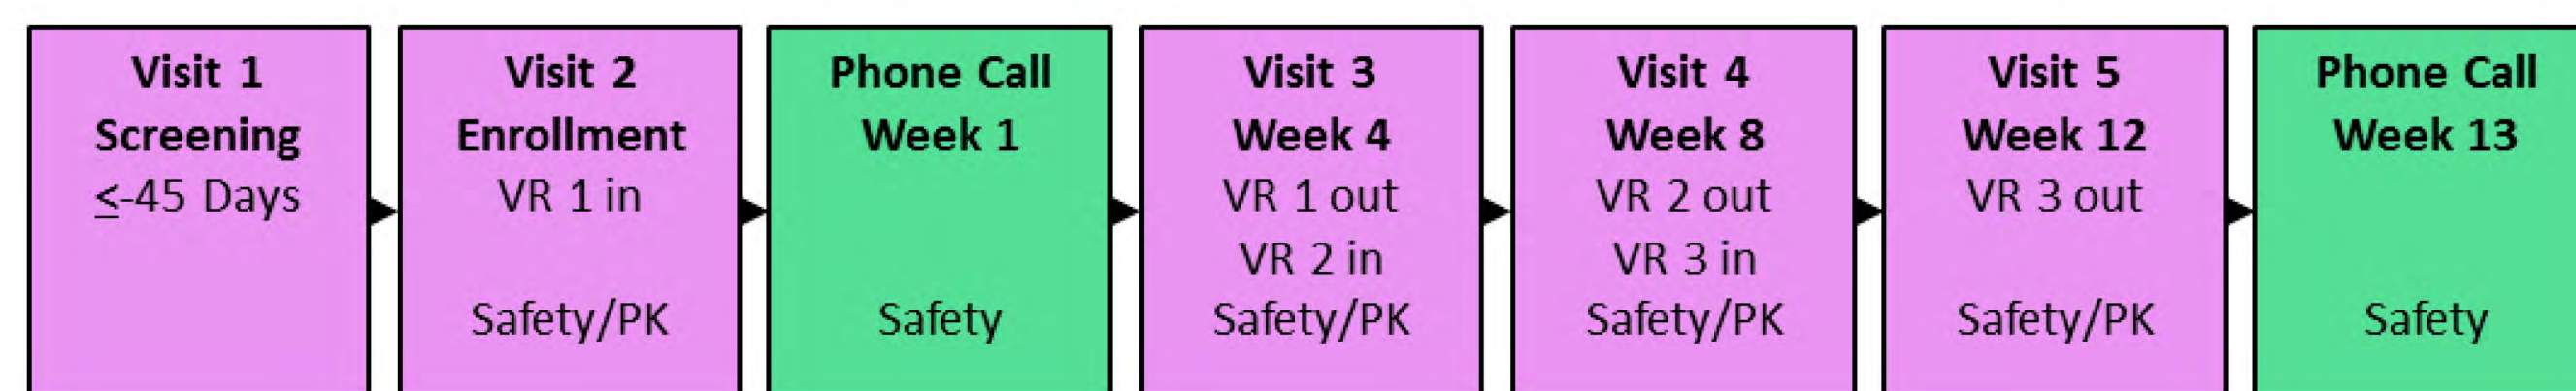 Visit 1
Screening
≤-45 Days
Visit 2
Enrollment
VR 1 in
Safety/PK
Phone Call
Week 1
Safety
Visit 3
Week 4
VR 1 out
VR 2 in
Safety/PK
Visit 4
Week 8
VR 2 out
VR 3 in
Safety/PK
Visit 5
Week 12
VR 3 out
Safety/PK
Phone Call
Week 13
Safety